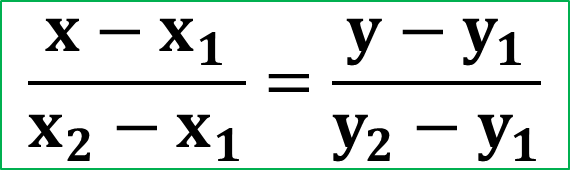 x − x₁ / x₂ − x₁ = y − y₁ / y₂ − y₁